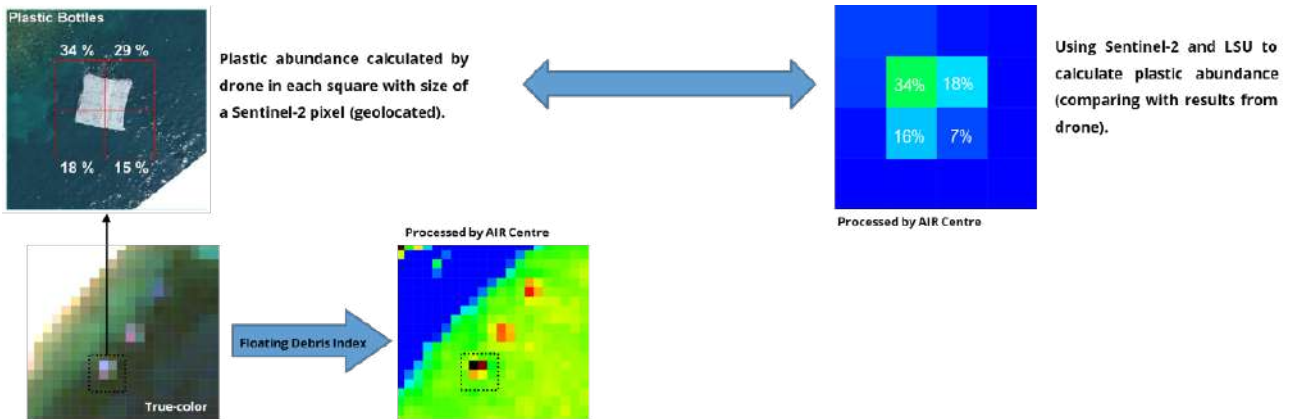 Plastic Bottles
34 % 29 %
18 % 15 %
Plastic abundance calculated by
drone in each square with size of
a Sentinel-2 pixel (geolocated).
34% 18%
16% 7%
Using Sentinel-2 and LSU to
calculate plastic abundance
(comparing with results from
drone).
Processed by AIR Centre
Processed by AIR Centre
True-color
Floating Debris Index